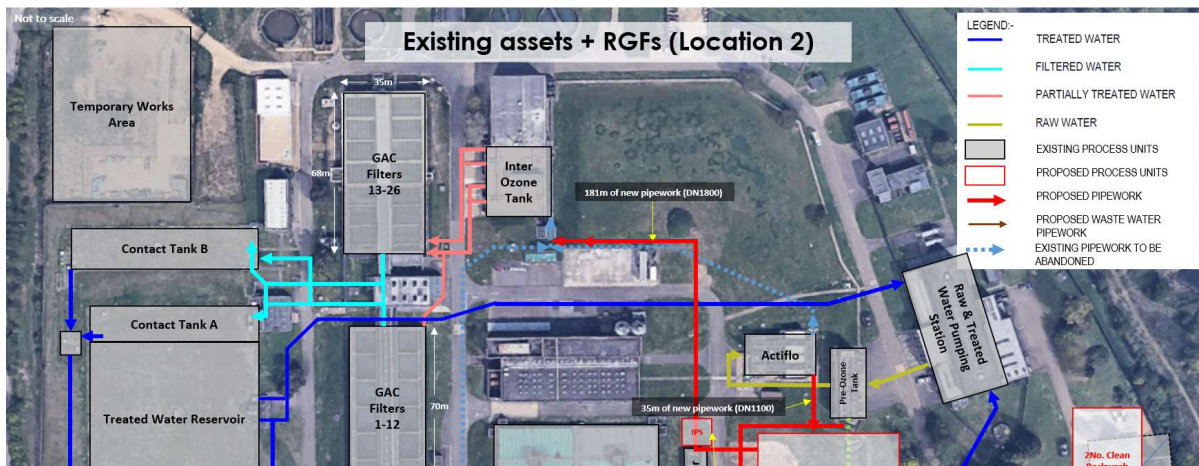 Not to scale
Existing assets + RGFs (Location 2)
LEGEND:-
TREATED WATER
FILTERED WATER
PARTIALLY TREATED WATER
RAW WATER
EXISTING PROCESS UNITS
PROPOSED PROCESS UNITS
PROPOSED PIPEWORK
PROPOSED WASTE WATER
PIPEWORK
EXISTING PIPEWORK TO BE
ABANDONED
Temporary Works
Area
35m
GAC
Filters
13-26
68m
Inter
Ozone
Tank
181m of new pipework (DN1800)
Contact Tank B
Contact Tank A
Treated Water Reservoir
GAC
Filters
1-12
70m
Raw & Treated
Water Pumping
Station
Actiflo
Pre-Ozone
Tank
35m of new pipework (DN1100)
IPS
2No. Clean